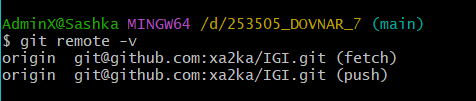 AdminX@Sashka MINGW64 /d/253505_DOVNAR_7 (main)
$ git remote -v
origin  git@github.com:xa2ka/IGI.git (fetch)
origin  git@github.com:xa2ka/IGI.git (push)